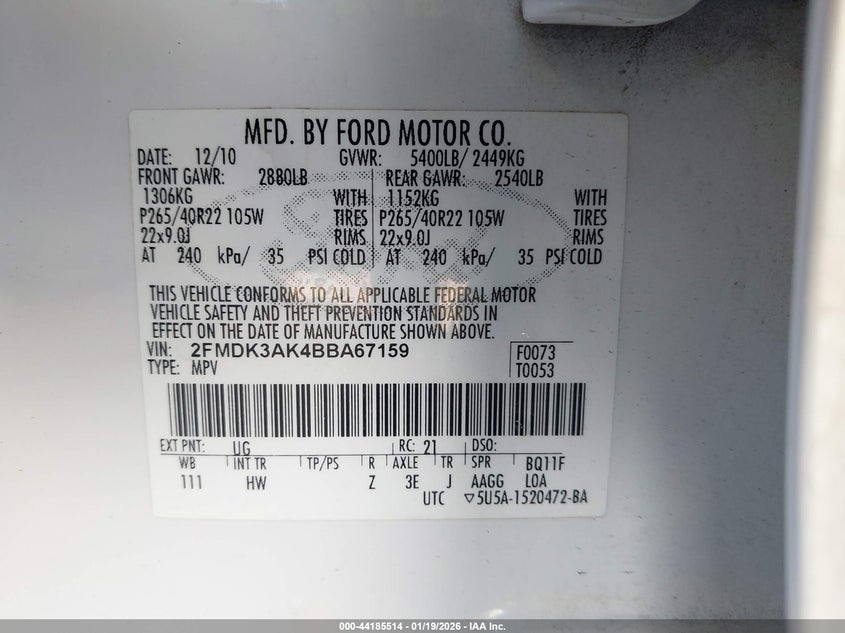 MFD. BY FORD MOTOR CO.
DATE: 12/10 GVWR: 5400LB/ 2449KG
FRONT GAWR: 2880LB REAR GAWR: 2540LB
1306KG WITH 1152KG WITH
P265/40R22 105W TIRES P265/40R22 105W TIRES
22x9.0J RIMS 22x9.0J RIMS
AT 240 kPa/ 35 PSI COLD AT 240 kPa/ 35 PSI COLD
THIS VEHICLE CONFORMS TO ALL APPLICABLE FEDERAL MOTOR
VEHICLE SAFETY AND THEFT PREVENTION STANDARDS IN
EFFECT ON THE DATE OF MANUFACTURE SHOWN ABOVE.
VIN: 2FMDK3AK4BBA67159 F0073
TYPE: MPV T0053
EXT PNT: UG RC: 21 DSO:
WB INT TR TP/PS R AXLE TR SPR BQ11F
111 HW Z 3E J AAGG LOA
UTC ▽5U5A-1520472-BA
000-44185514 | 01/19/2026 - IAA Inc.